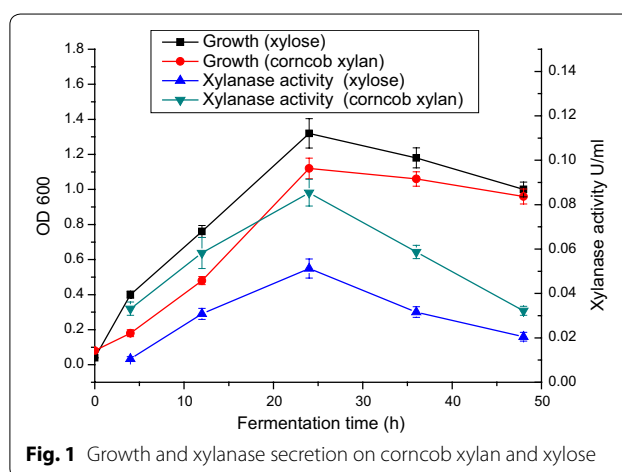 Growth (xylose)
Growth (corncob xylan)
Xylanase activity (xylose)
Xylanase activity (corncob xylan)
OD 600
1.8
1.6
1.4
1.2
1.0
0.8
0.6
0.4
0.2
0.0
Xylanase activity U/ml
0.14
0.12
0.10
0.08
0.06
0.04
0.02
0.00
0 10 20 30 40 50
Fermentation time (h)
Fig. 1 Growth and xylanase secretion on corncob xylan and xylose